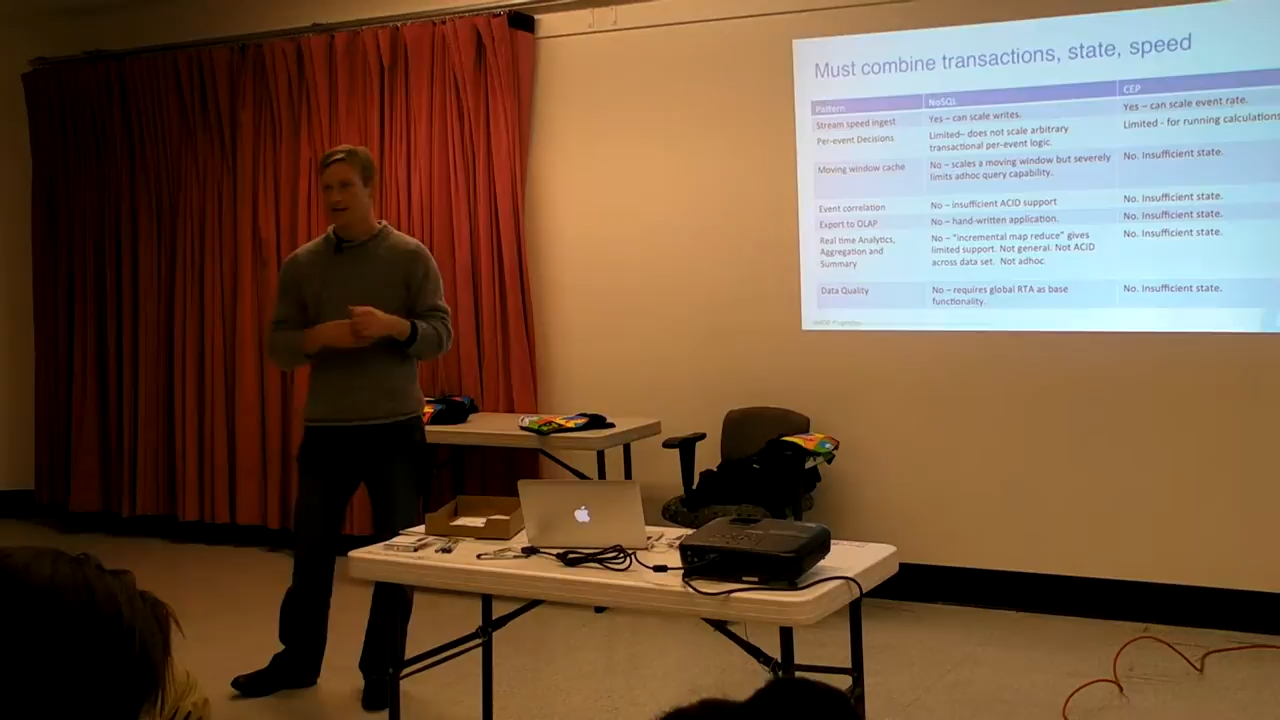 Must combine transactions, state, speed
Pattern NoSQL CEP
Stream speed ingest Yes – can scale writes. Yes – can scale event rate.
Per-event Decisions Limited– does not scale arbitrary Limited - for running calculations
transactional per-event logic.
Moving window cache No – scales a moving window but severely No. Insufficient state.
limits adhoc query capability.
Event correlation No – insufficient ACID support No. Insufficient state.
Export to OLAP No – hand-written application. No. Insufficient state.
Real time Analytics, No – "incremental map reduce" gives No. Insufficient state.
Aggregation and limited support. Not general. Not ACID
Summary across data set. Not adhoc.
Data Quality No – requires global RTA as base No. Insufficient state.
functionality.